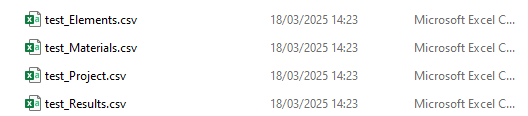 test_Elements.csv 18/03/2025 14:23 Microsoft Excel C...
test_Materials.csv 18/03/2025 14:23 Microsoft Excel C...
test_Project.csv 18/03/2025 14:23 Microsoft Excel C...
test_Results.csv 18/03/2025 14:23 Microsoft Excel C...